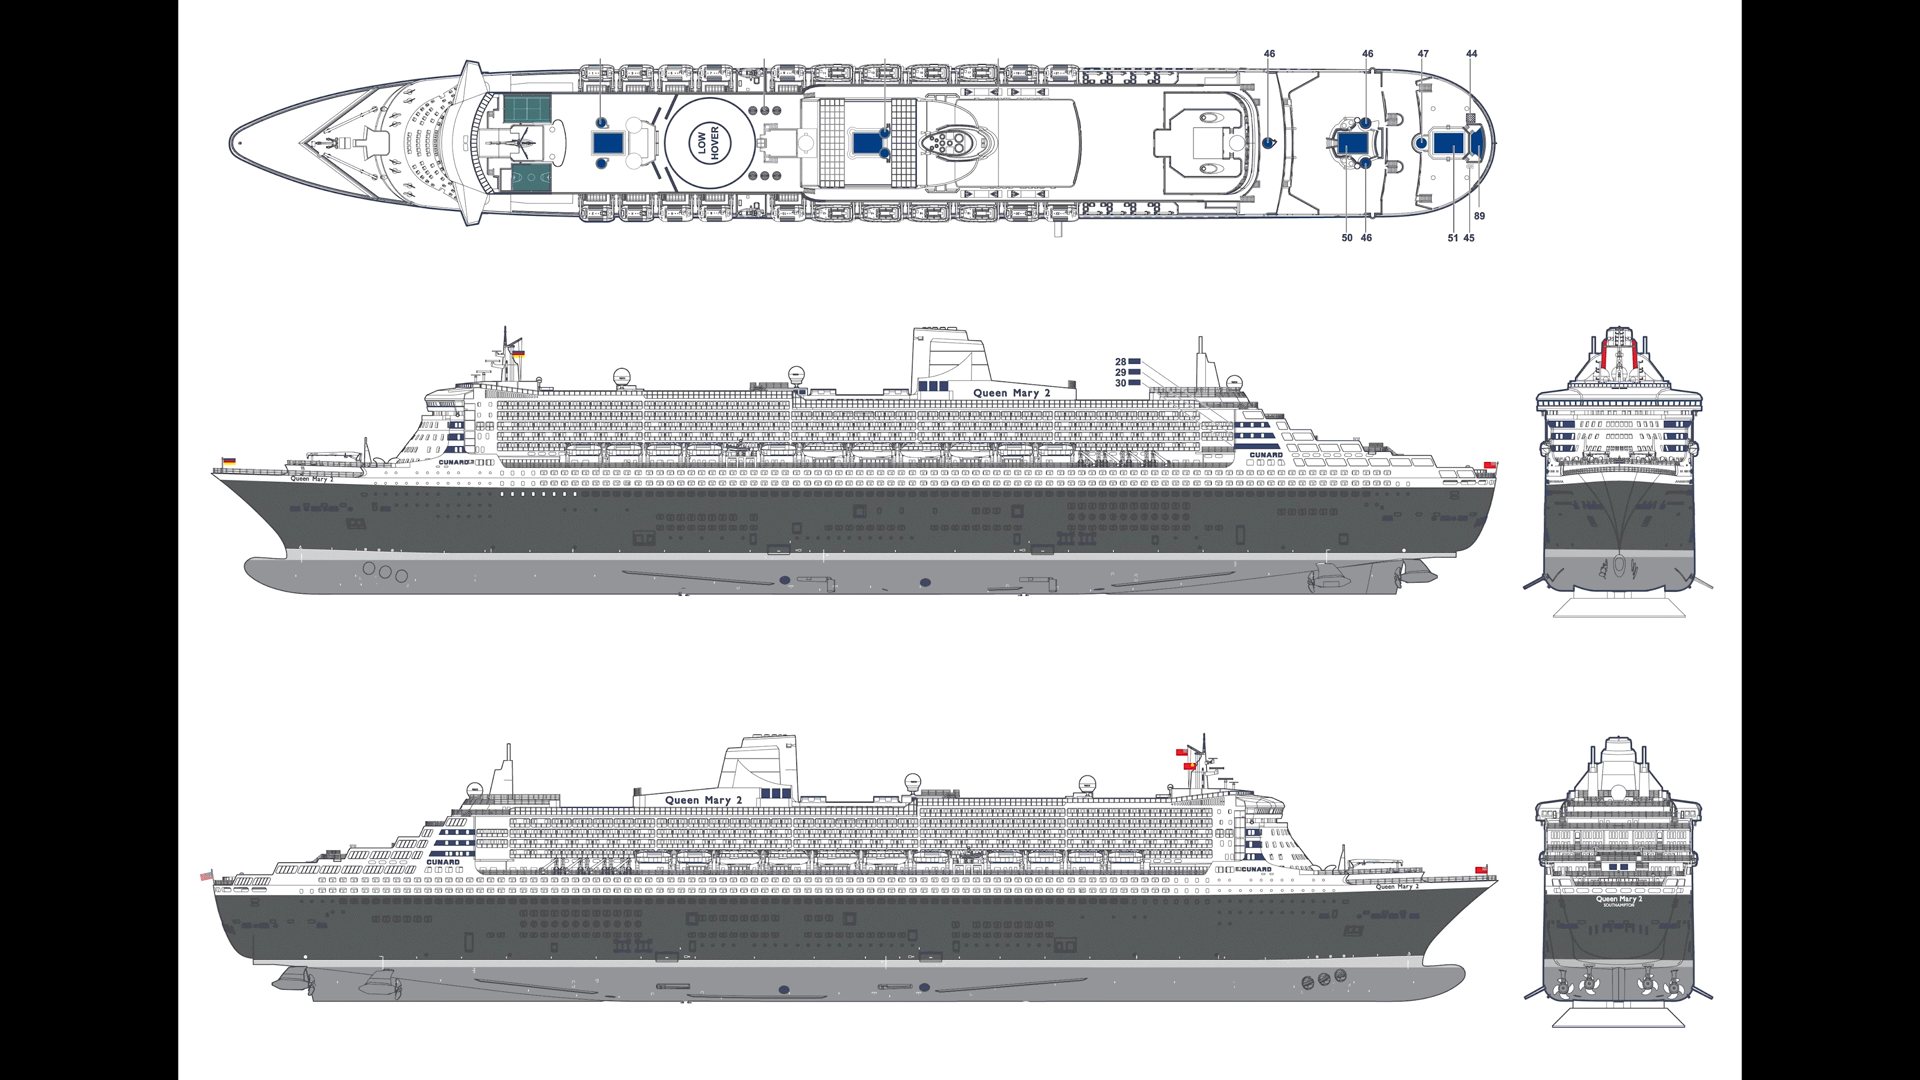 46 46 47 44
LOW
HOVER
89
50 46 51 45
28
29
30
Queen Mary 2
CUNARD
CUNARD
Queen Mary 2
Queen Mary 2
CUNARD
CUNARD
Queen Mary 2
Queen Mary 2
SOUTHAMPTON